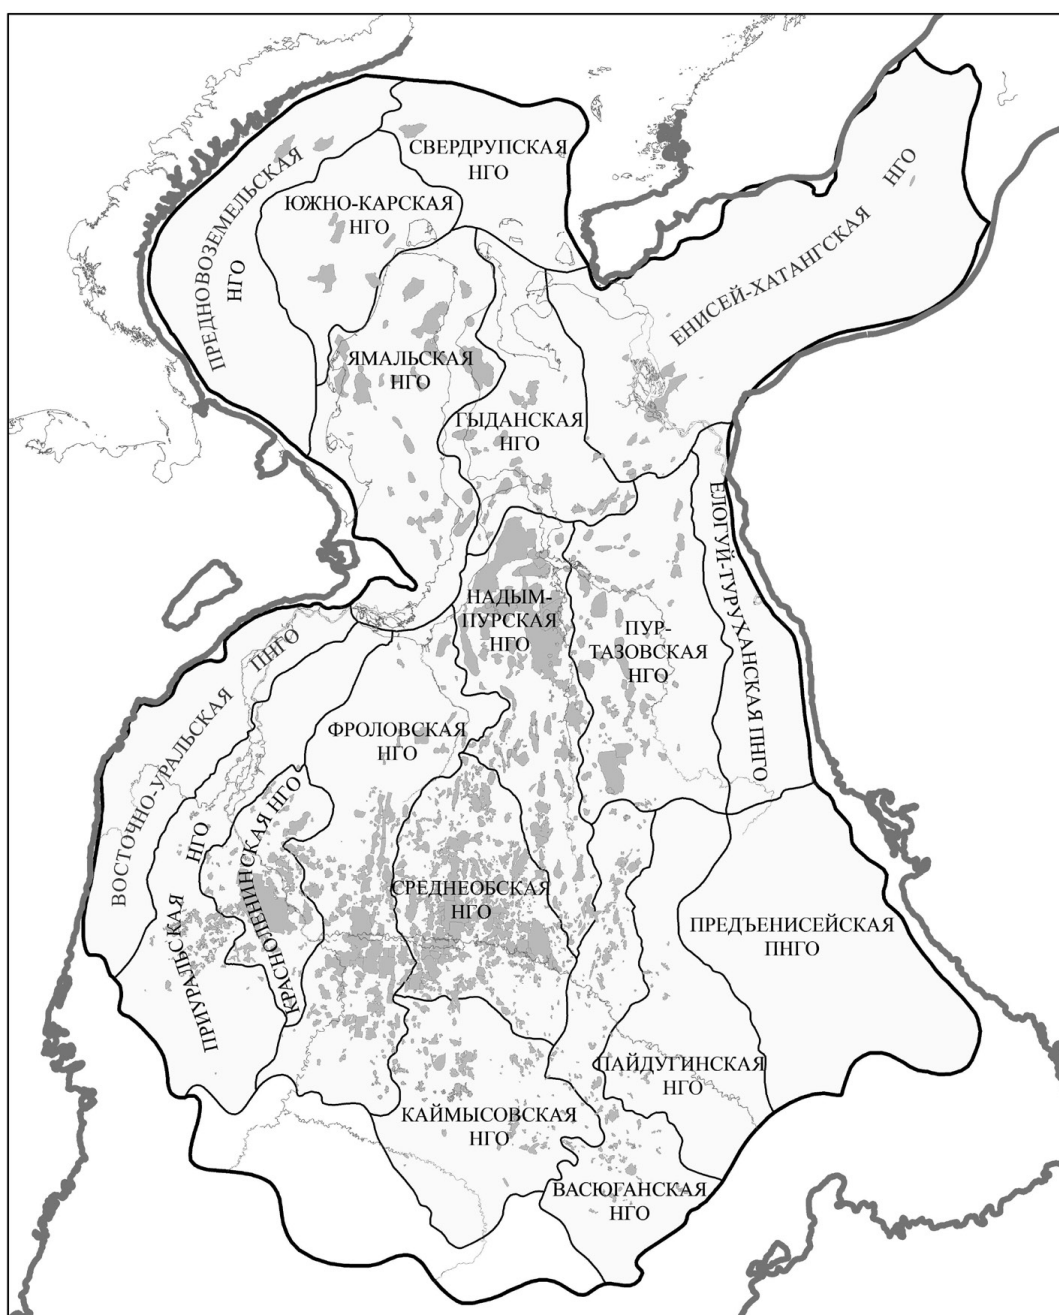 СВЕРДРУПСКАЯ
НГО
ПРЕДНОВОЗЕМЕЛЬСКАЯ
НГО
ЮЖНО-КАРСКАЯ
НГО
ЕНИСЕЙ-ХАТАНГСКАЯ
НГО
ЯМАЛЬСКАЯ
НГО
ГЫДАНСКАЯ
НГО
ЕЛОГУЙ-ТУРУХАНСКАЯ ПНГО
НАДЫМ-
ПУРСКАЯ
НГО
ПУР-
ТАЗОВСКАЯ
НГО
ВОСТОЧНО-УРАЛЬСКАЯ ПНГО
ФРОЛОВСКАЯ
НГО
ПРИУРАЛЬСКАЯ НГО
КРАСНОЛЕНИНСКАЯ НГО
СРЕДНЕОБСКАЯ
НГО
ПРЕДЪЕНИСЕЙСКАЯ
ПНГО
ПАЙДУГИНСКАЯ
НГО
КАЙМЫСОВСКАЯ
НГО
ВАСЮГАНСКАЯ
НГО